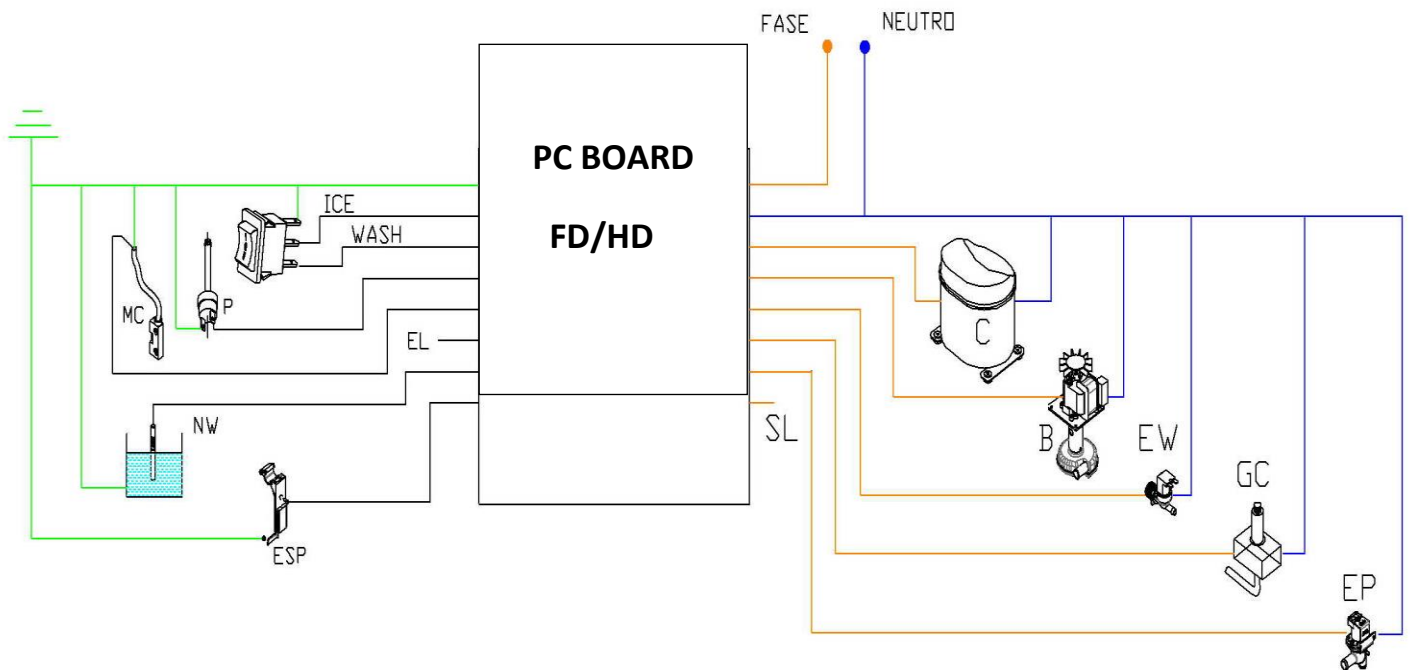 FASE
NEUTRO
PC BOARD
FD/HD
ICE
WASH
MC
P
EL
NW
ESP
SL
C
B
EW
GC
EP